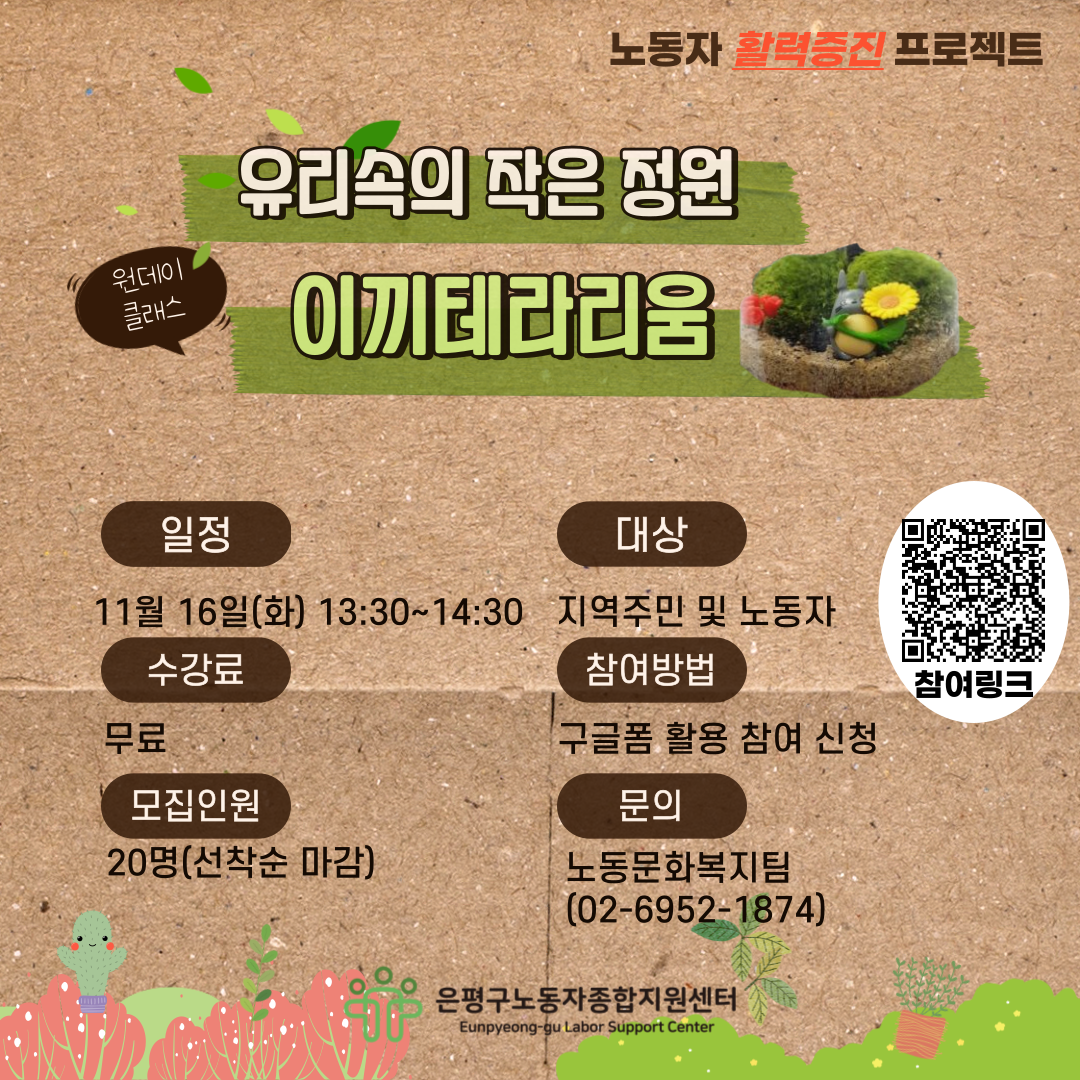 노동자 활력증진 프로젝트
유리속의 작은 정원
원데이
클래스
이끼테라리움
일정
11월 16일(화) 13:30~14:30
대상
지역주민 및 노동자
참여링크
수강료
무료
참여방법
구글폼 활용 참여 신청
모집인원
20명(선착순 마감)
문의
노동문화복지팀
(02-6952-1874)
은평구노동자종합지원센터
Eunpyeong-gu Labor Support Center